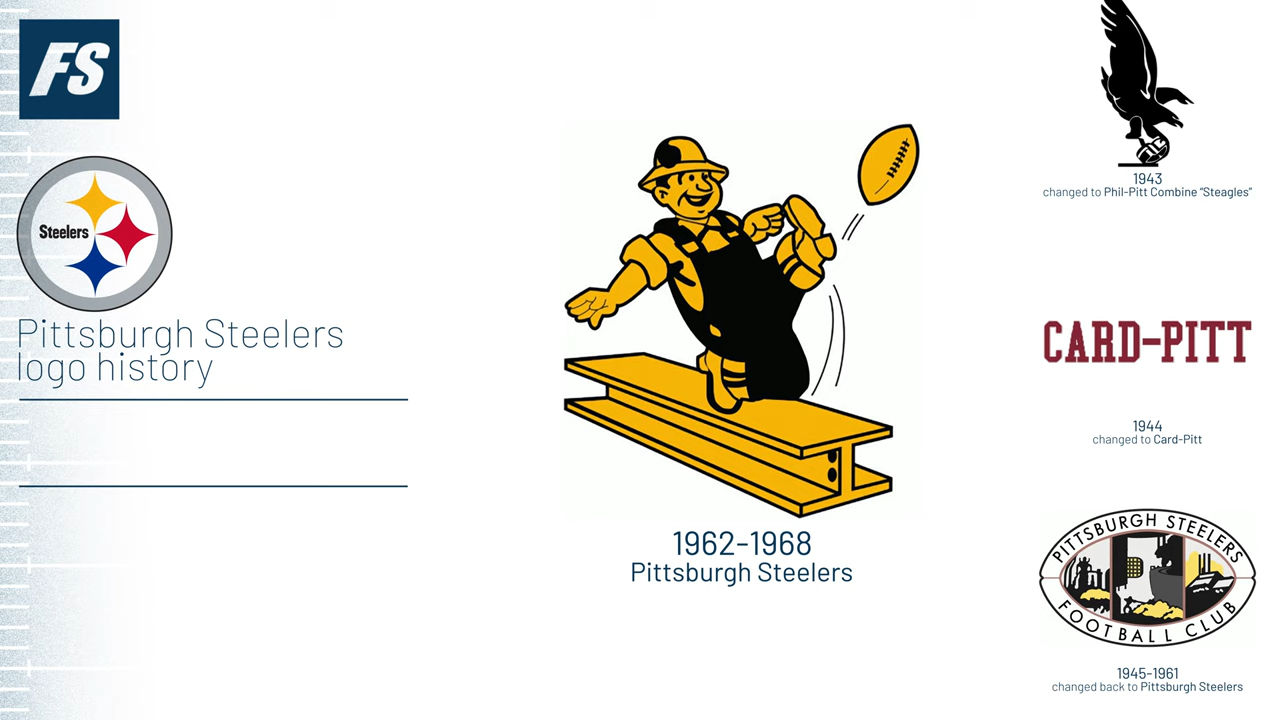 FS
Steelers
Pittsburgh Steelers
logo history
1962-1968
Pittsburgh Steelers
1943
changed to Phil-Pitt Combine “Steagles”
CARD-PITT
1944
changed to Card-Pitt
PITTSBURGH STEELERS
P
FOOTBALL CLUB
1945-1961
changed back to Pittsburgh Steelers